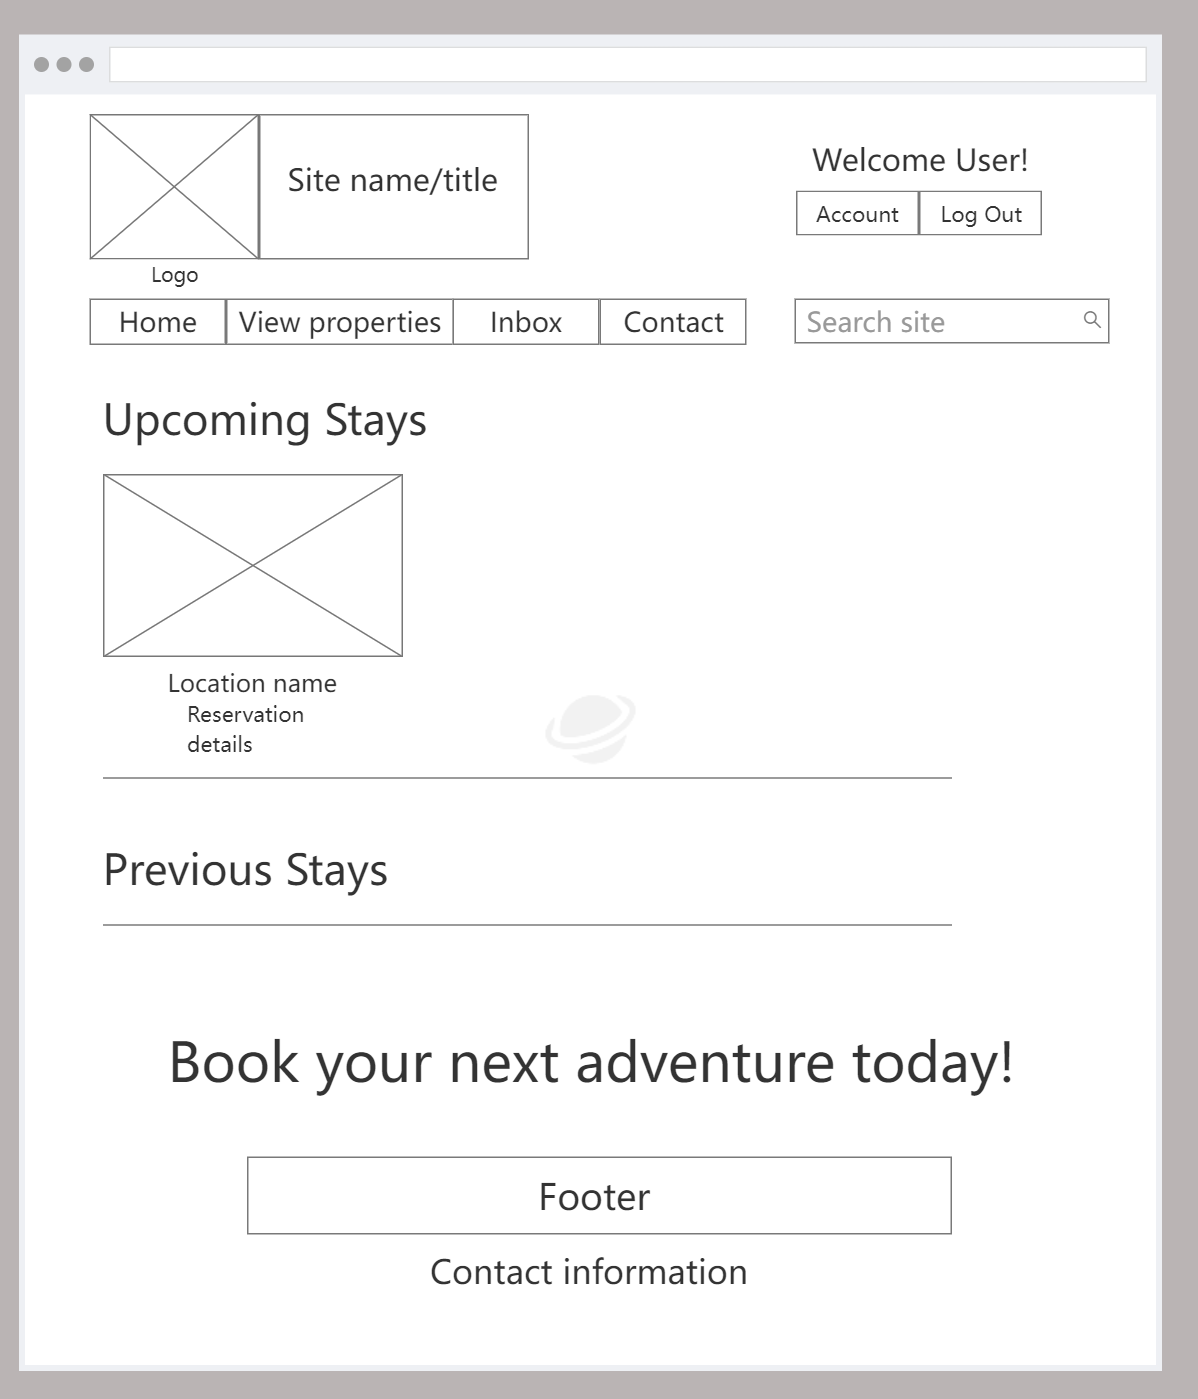 Site name/title
Welcome User!
Account
Log Out
Logo
Home
View properties
Inbox
Contact
Search site
Upcoming Stays
Location name
Reservation
details
Previous Stays
Book your next adventure today!
Footer
Contact information